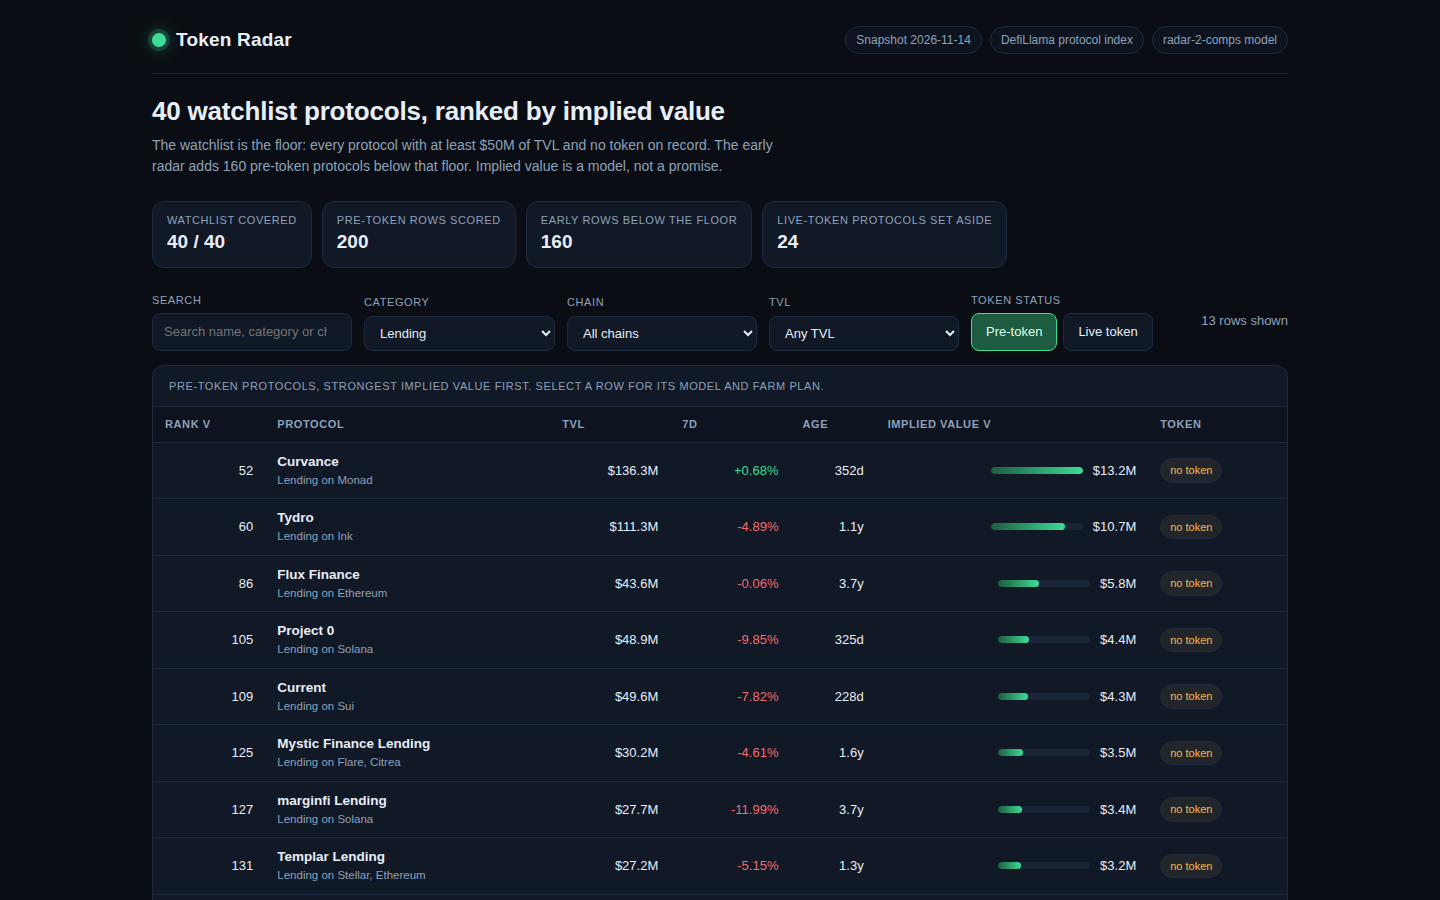 Token Radar
Snapshot 2026-11-14
DefiLlama protocol index
radar-2-comps model
40 watchlist protocols, ranked by implied value
The watchlist is the floor: every protocol with at least $50M of TVL and no token on record. The early
radar adds 160 pre-token protocols below that floor. Implied value is a model, not a promise.
WATCHLIST COVERED
40 / 40
PRE-TOKEN ROWS SCORED
200
EARLY ROWS BELOW THE FLOOR
160
LIVE-TOKEN PROTOCOLS SET ASIDE
24
SEARCH
Search name, category or ch
CATEGORY
Lending
CHAIN
All chains
TVL
Any TVL
TOKEN STATUS
Pre-token
Live token
13 rows shown
PRE-TOKEN PROTOCOLS, STRONGEST IMPLIED VALUE FIRST. SELECT A ROW FOR ITS MODEL AND FARM PLAN.
RANK V PROTOCOL TVL 7D AGE IMPLIED VALUE V TOKEN
52 Curvance $136.3M +0.68% 352d $13.2M no token
Lending on Monad
60 Tydro $111.3M -4.89% 1.1y $10.7M no token
Lending on Ink
86 Flux Finance $43.6M -0.06% 3.7y $5.8M no token
Lending on Ethereum
105 Project 0 $48.9M -9.85% 325d $4.4M no token
Lending on Solana
109 Current $49.6M -7.82% 228d $4.3M no token
Lending on Sui
125 Mystic Finance Lending $30.2M -4.61% 1.6y $3.5M no token
Lending on Flare, Citrea
127 marginfi Lending $27.7M -11.99% 3.7y $3.4M no token
Lending on Solana
131 Templar Lending $27.2M -5.15% 1.3y $3.2M no token
Lending on Stellar, Ethereum